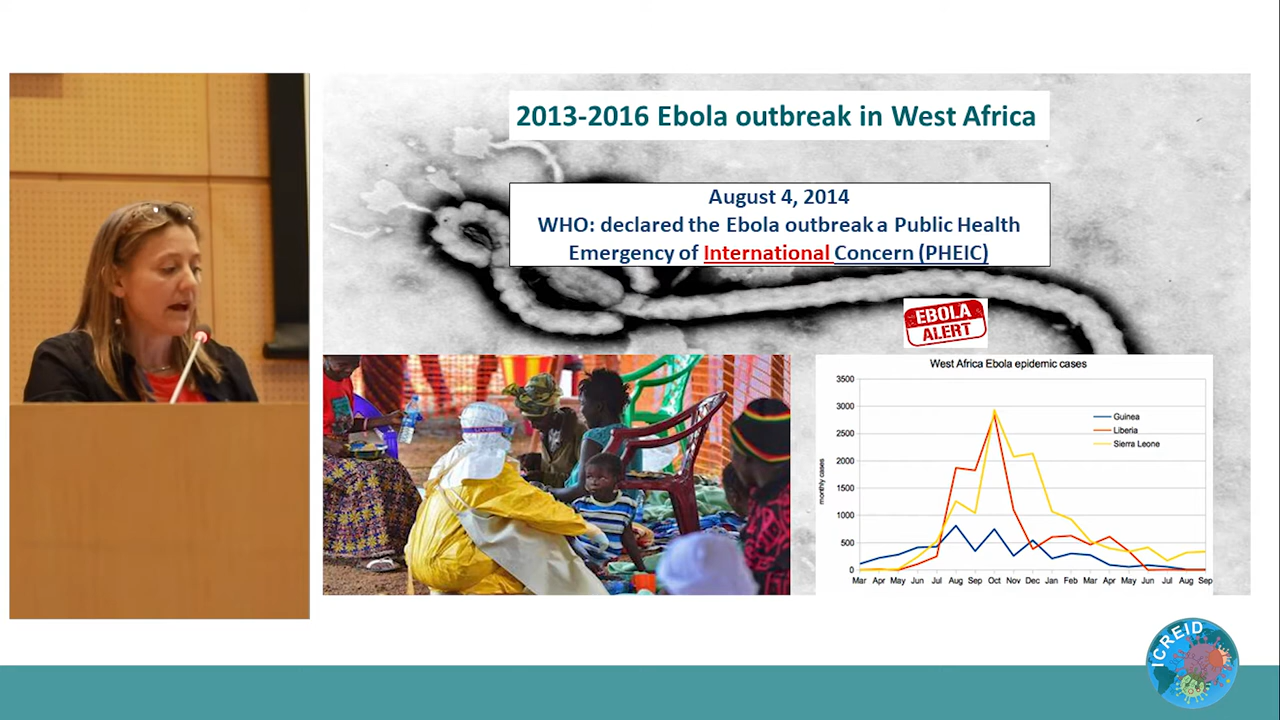 2013-2016 Ebola outbreak in West Africa
August 4, 2014
WHO: declared the Ebola outbreak a Public Health
Emergency of International Concern (PHEIC)
EBOLA
ALERT
West Africa Ebola epidemic cases
3500
3000
2500
2000
1500
1000
500
0
monthly cases
Guinea
Liberia
Sierra Leone
Mar Apr May Jun Jul Aug Sep Oct Nov Dec Jan Feb Mar Apr May Jun Jul Aug Sep
ICREID